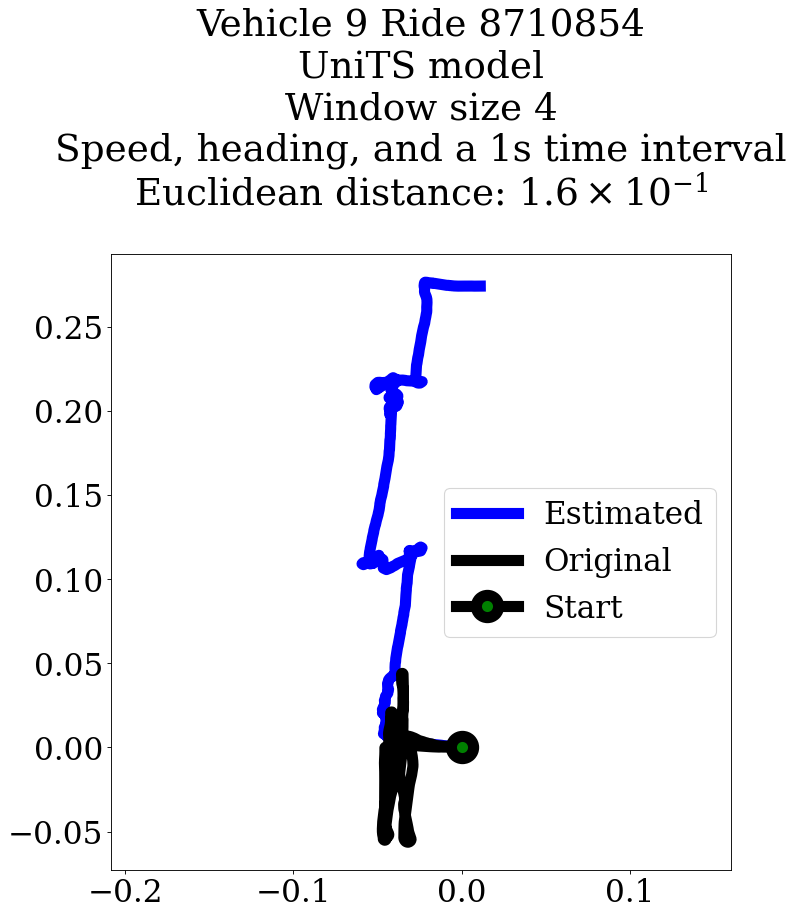 Vehicle 9 Ride 8710854
UniTS model
Window size 4
Speed, heading, and a 1s time interval
Euclidean distance: 1.6 × 10⁻¹
0.25
0.20
0.15
0.10
0.05
0.00
−0.05
Estimated
Original
Start
−0.2 −0.1 0.0 0.1